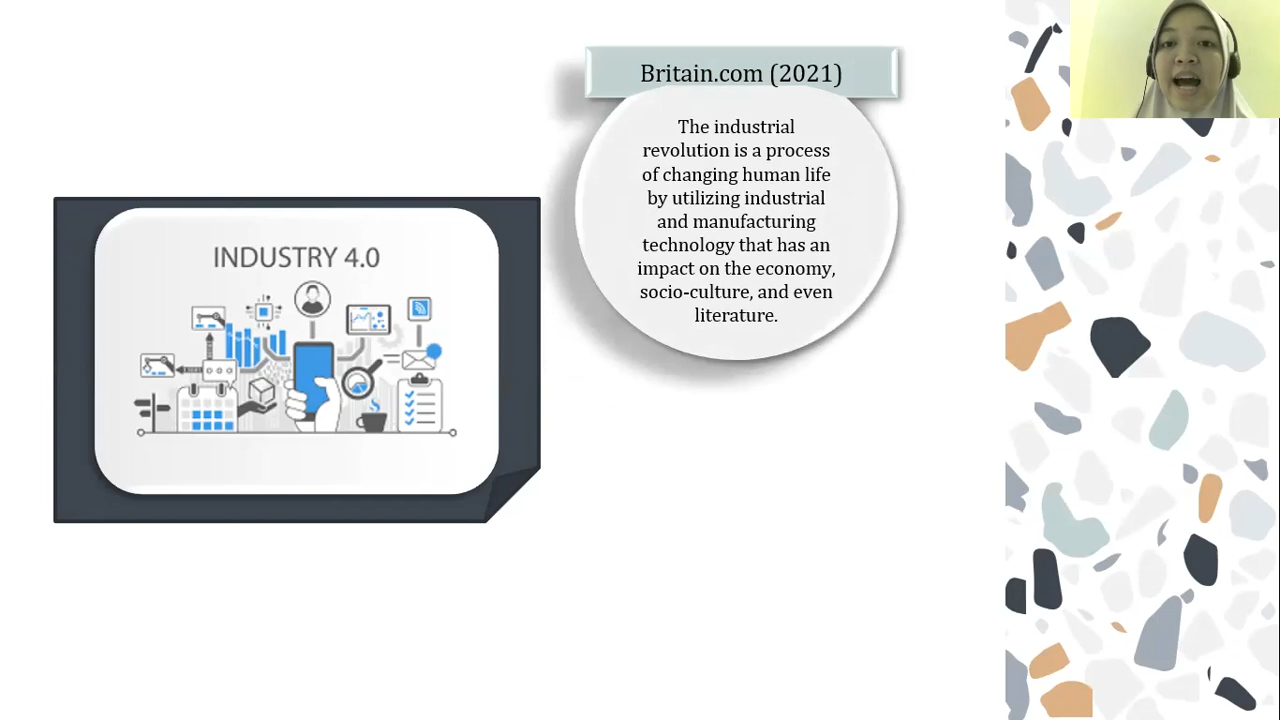 Britain.com (2021)
The industrial
revolution is a process
of changing human life
by utilizing industrial
and manufacturing
technology that has an
impact on the economy,
socio-culture, and even
literature.
INDUSTRY 4.0